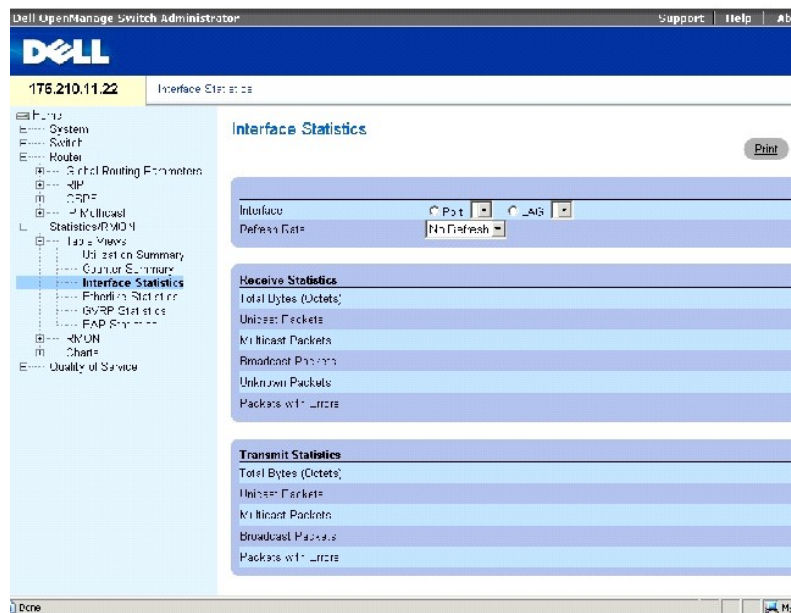 Dell OpenManage Switch Administrator Support Help Ab
DELL
176.210.11.22 Interface Statistics
Home
System
Switch
Router
Global Routing Parameters
RIP
OSPF
IP Multicast
Statistics/RMON
Table Views
Utilization Summary
Counter Summary
Interface Statistics
Etherlike Statistics
GVRP Statistics
EAP Statistics
RMON
Charts
Quality of Service
Interface Statistics
Print
Interface Port LAG
Refresh Rate No Refresh
Receive Statistics
Total Bytes (Octets)
Unicast Packets
Multicast Packets
Broadcast Packets
Unknown Packets
Packets with Errors
Transmit Statistics
Total Bytes (Octets)
Unicast Packets
Multicast Packets
Broadcast Packets
Packets with Errors
Done